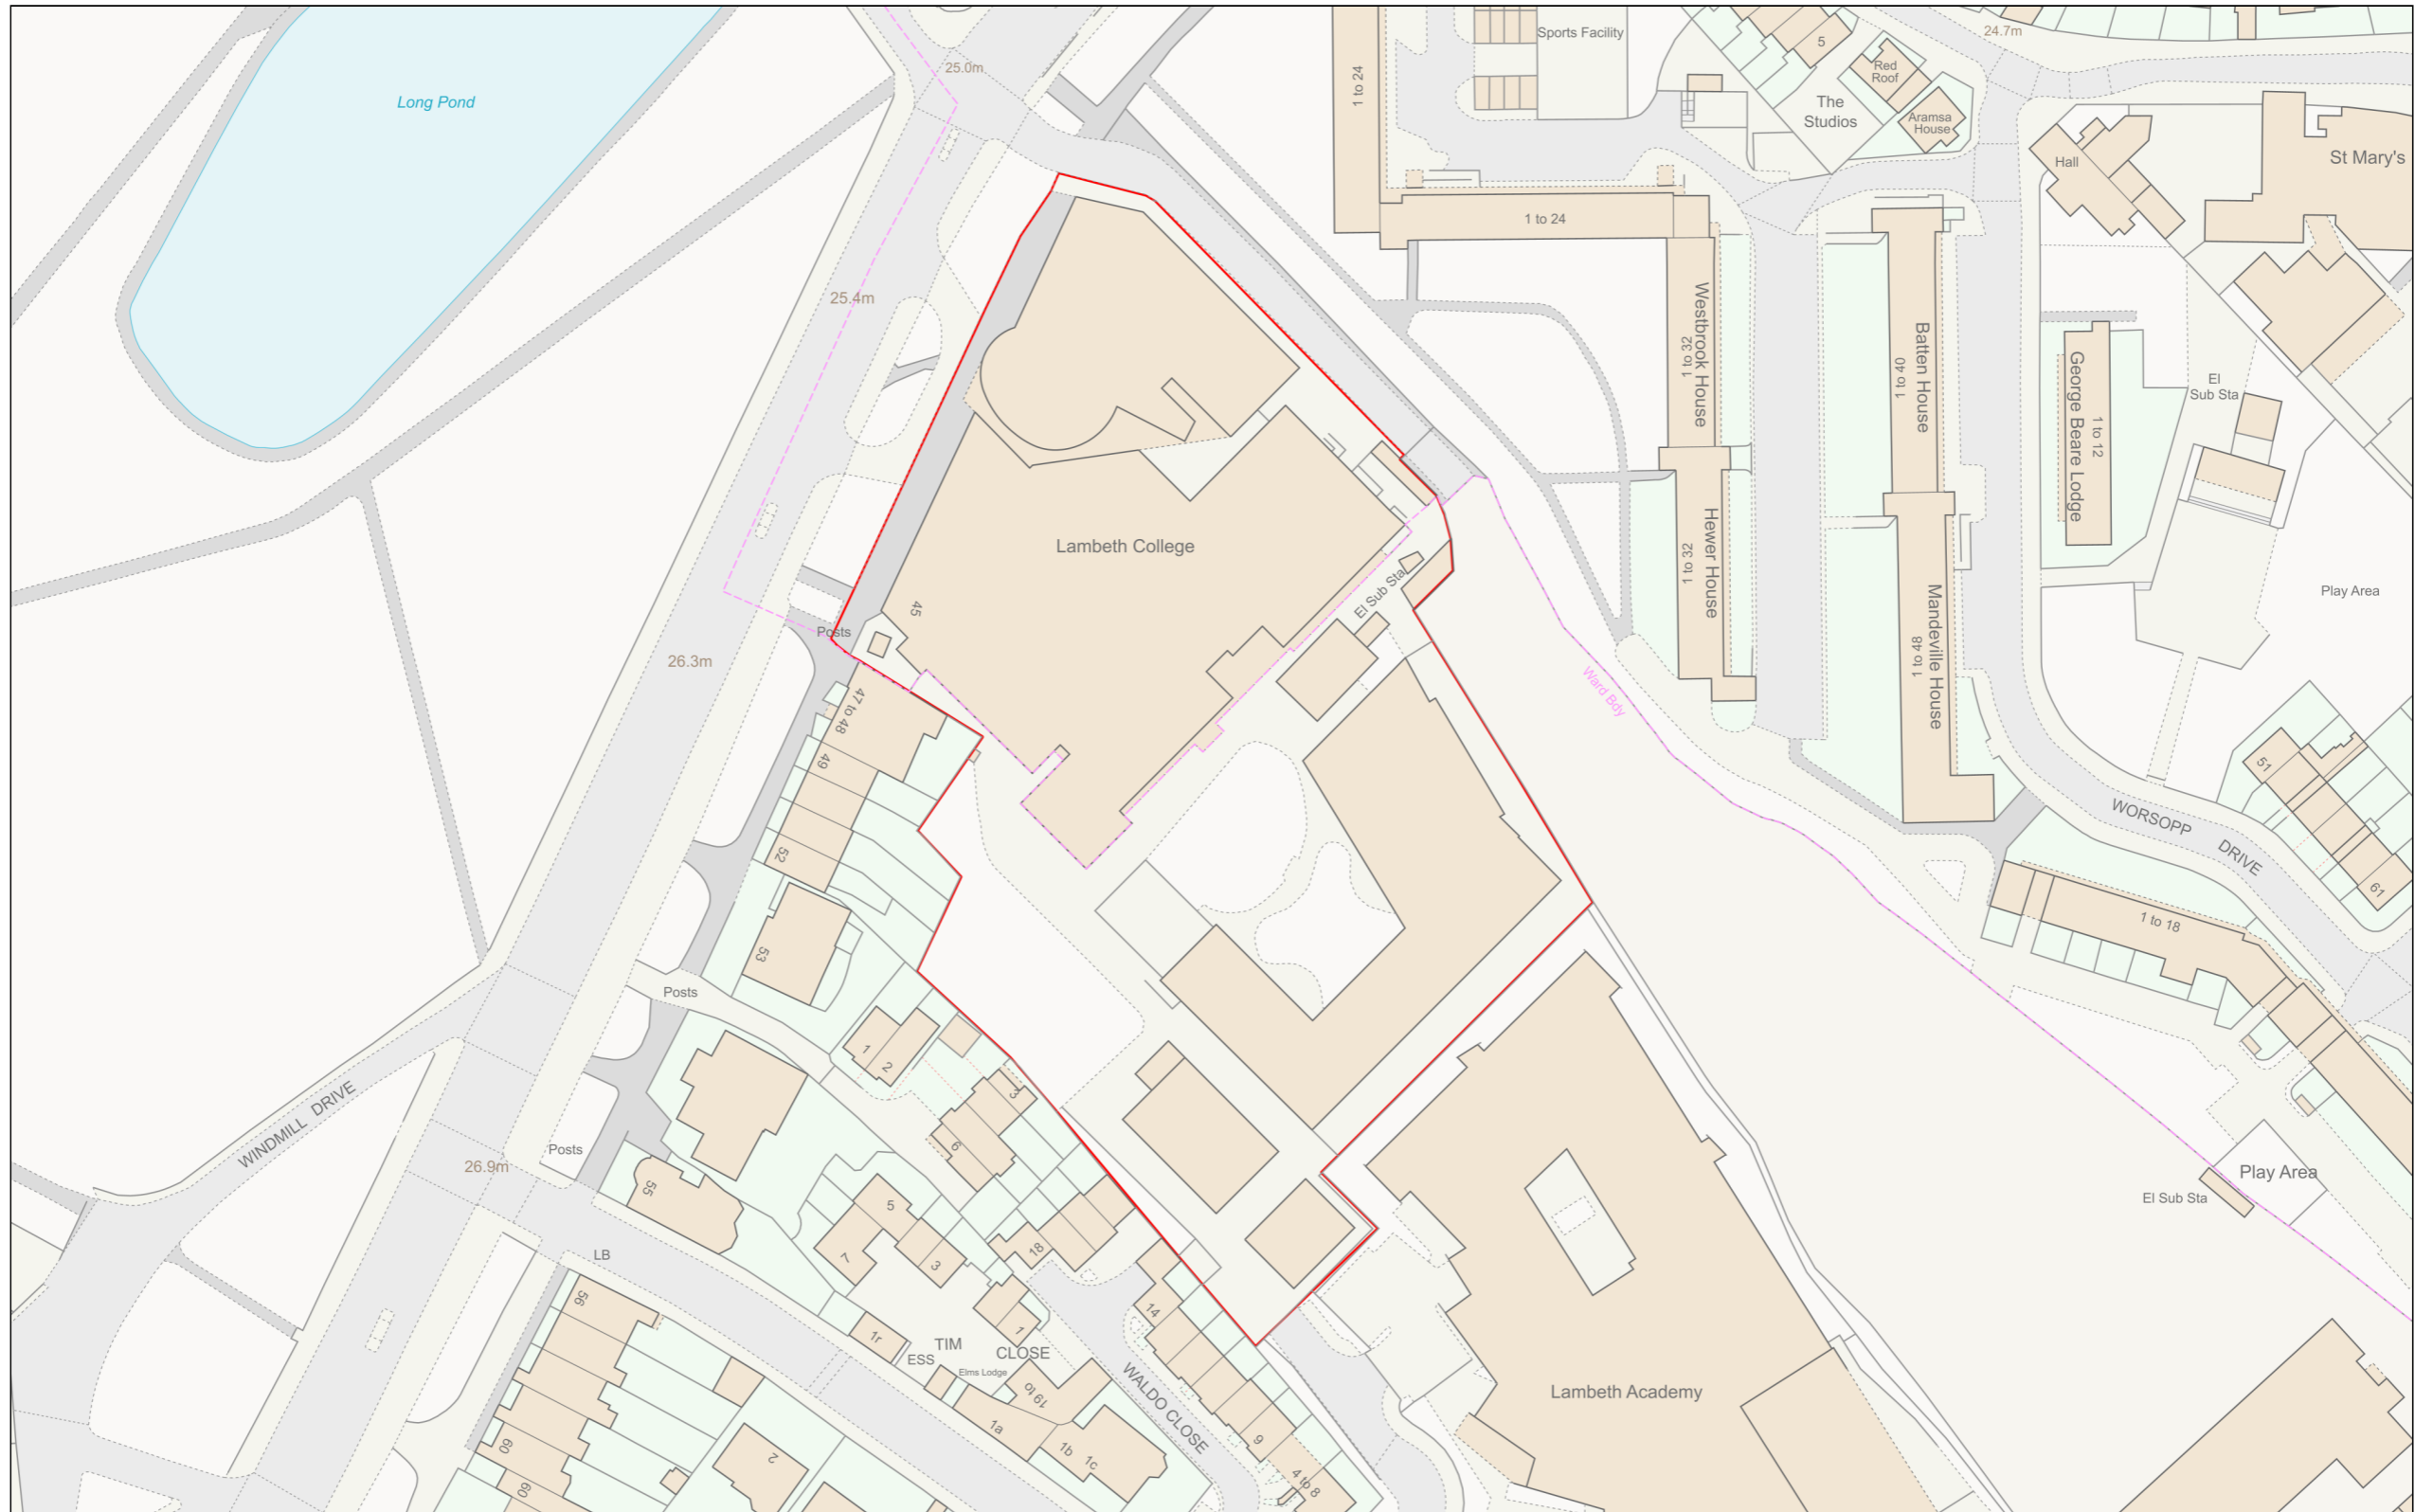 24.7m
Sports Facility
5
Red
Roof
25.0m
1 to 24
Long Pond
The
Studios
Aramsa
House
St Mary's
Hall
1 to 24
25.4m
Westbrook House
1 to 32
Batten House
1 to 40
George Beare Lodge
1 to 12
El
Sub Sta
Lambeth College
Hewer House
1 to 32
El Sub Sta
Play Area
45
Posts
26.3m
Mandeville House
1 to 48
Ward Bdy
47 to 48
49
51
WORSOPP
DRIVE
52
61
1 to 18
53
Posts
1
2
3
WINDMILL DRIVE
6
Posts
26.9m
Play Area
55
El Sub Sta
5
LB
18
7
3
56
14
1
1r
TIM
CLOSE
ESS
Elms Lodge
WALDO CLOSE
19 to
Lambeth Academy
1a
60
1b
1c
9
2
4 to 8
60